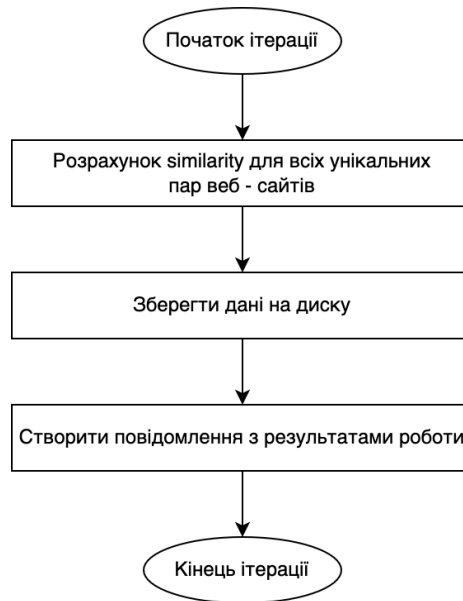 Початок ітерації
Розрахунок similarity для всіх унікальних
пар веб - сайтів
Зберегти дані на диску
Створити повідомлення з результатами роботи
Кінець ітерації